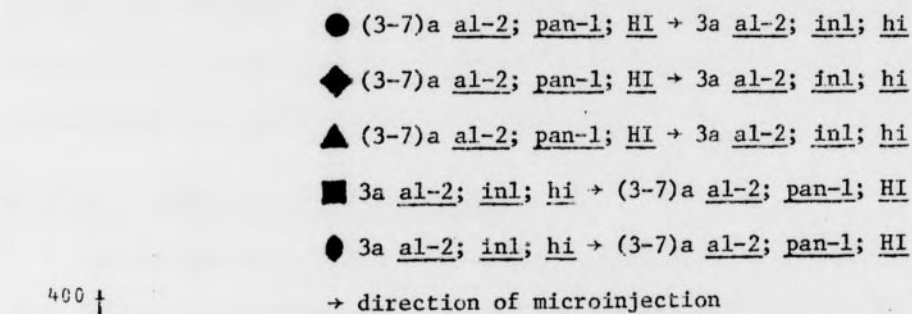 ● (3-7)a al-2; pan-1; HI → 3a al-2; inl; hi
◆ (3-7)a al-2; pan-1; HI → 3a al-2; inl; hi
▲ (3-7)a al-2; pan-1; HI → 3a al-2; inl; hi
■ 3a al-2; inl; hi → (3-7)a al-2; pan-1; HI
⬮ 3a al-2; inl; hi → (3-7)a al-2; pan-1; HI
400
→ direction of microinjection